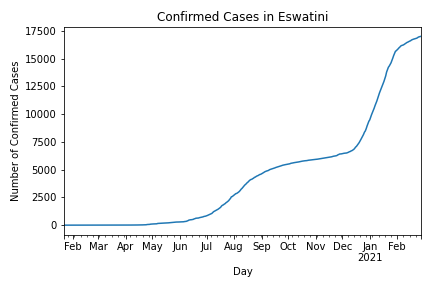 Confirmed Cases in Eswatini
Number of Confirmed Cases
17500
15000
12500
10000
7500
5000
2500
0
Feb Mar Apr May Jun Jul Aug Sep Oct Nov Dec Jan Feb
2021
Day